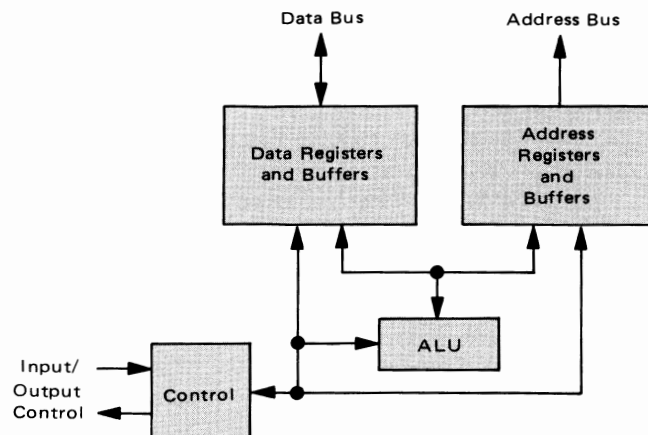 Data Bus
Address Bus
Data Registers
and Buffers
Address
Registers
and
Buffers
ALU
Input/
Output
Control
Control